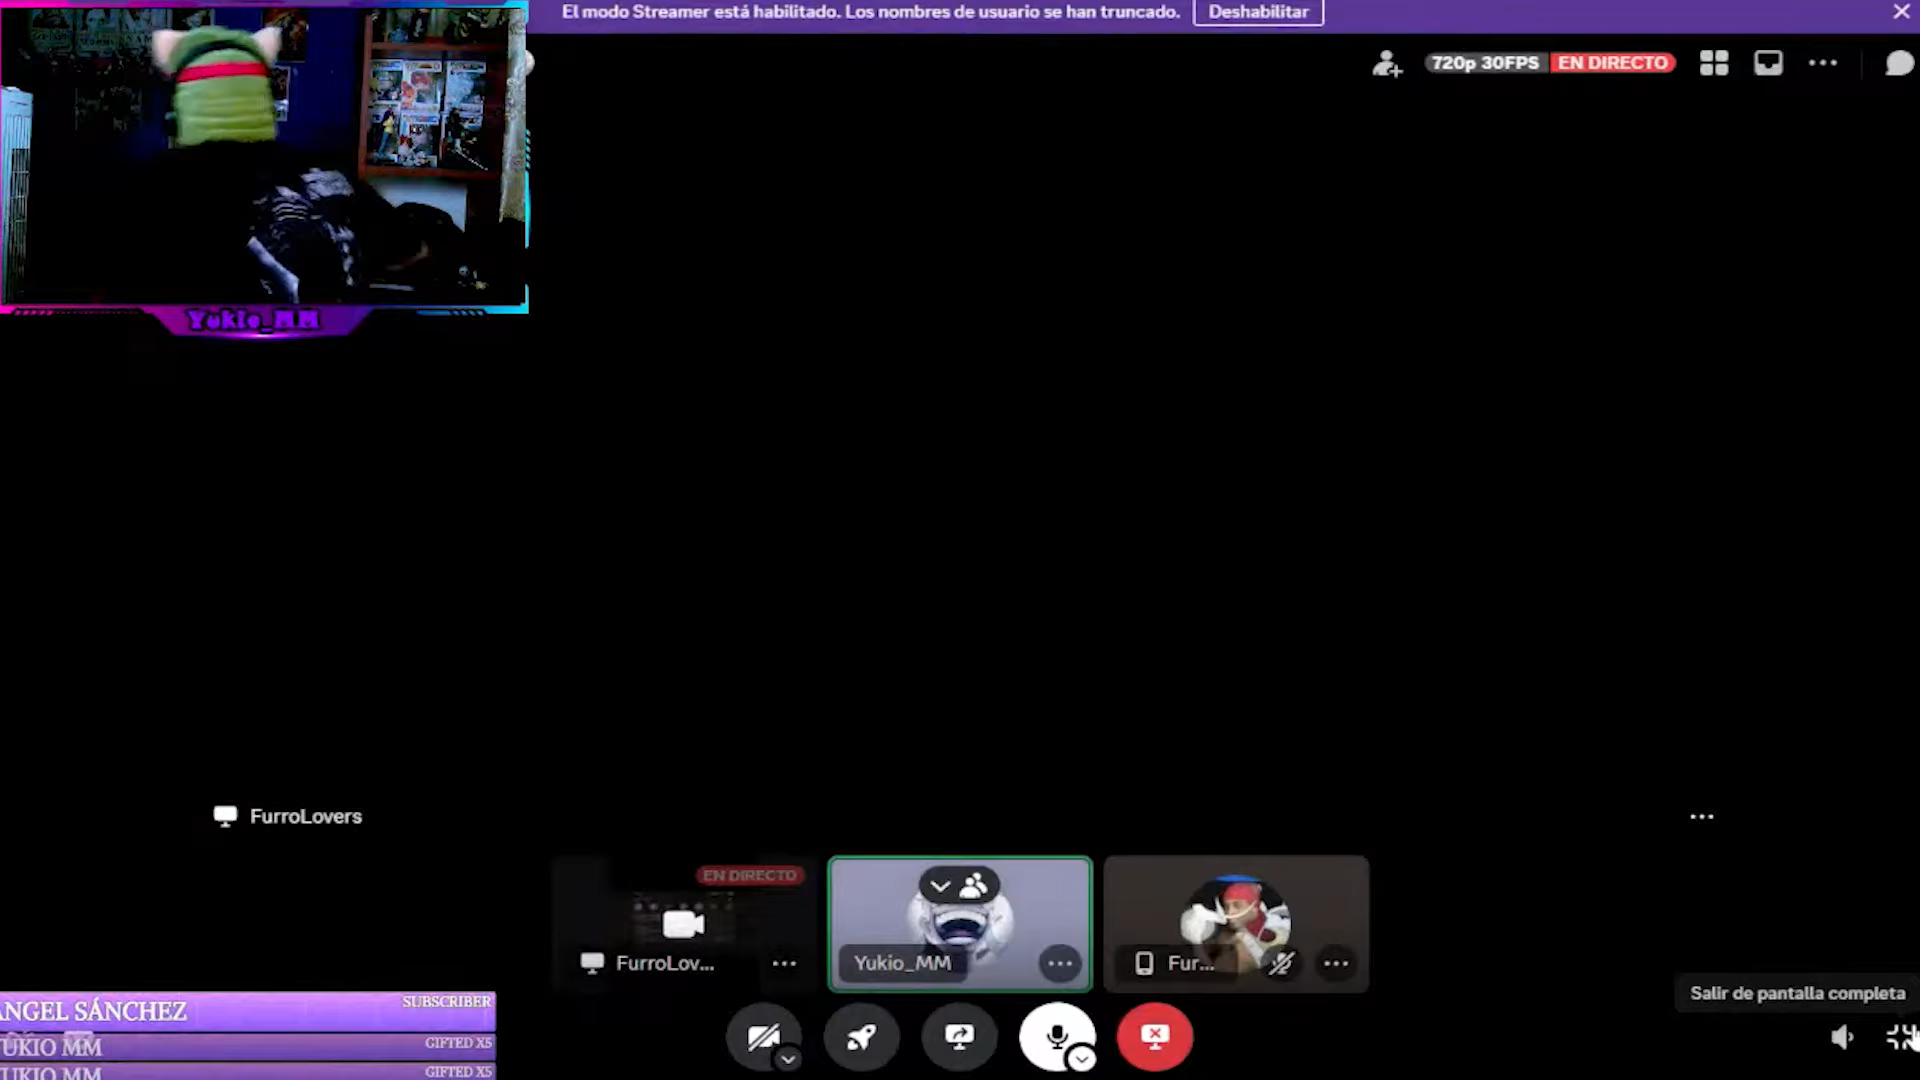 El modo Streamer está habilitado. Los nombres de usuario se han truncado.
Deshabilitar
720p 30FPS
EN DIRECTO
Yukio_MM
FurroLovers
EN DIRECTO
FurroLov...
Yukio_MM
Fur...
Salir de pantalla completa
ANGEL SÁNCHEZ
SUBSCRIBER
UKIO MM
GIFTED X5
UKIO MM
GIFTED X5